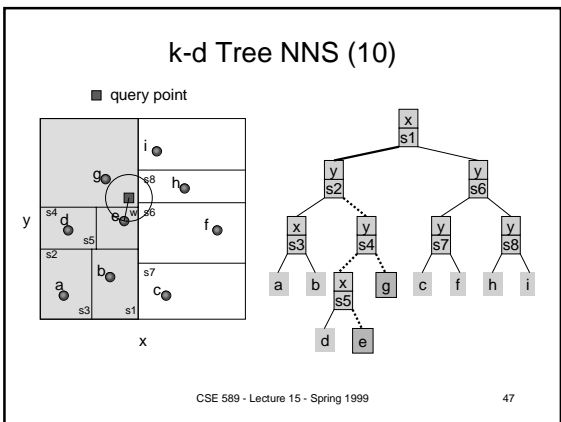 k-d Tree NNS (10)
query point
x
s1
y
s2
y
s6
x
s3
y
s4
y
s7
y
s8
a
b
x
s5
g
c
f
h
i
d
e
i
g
s8
h
e
w
s6
s4
d
f
y
s5
s2
s7
b
a
c
s3
s1
x
CSE 589 - Lecture 15 - Spring 1999
47